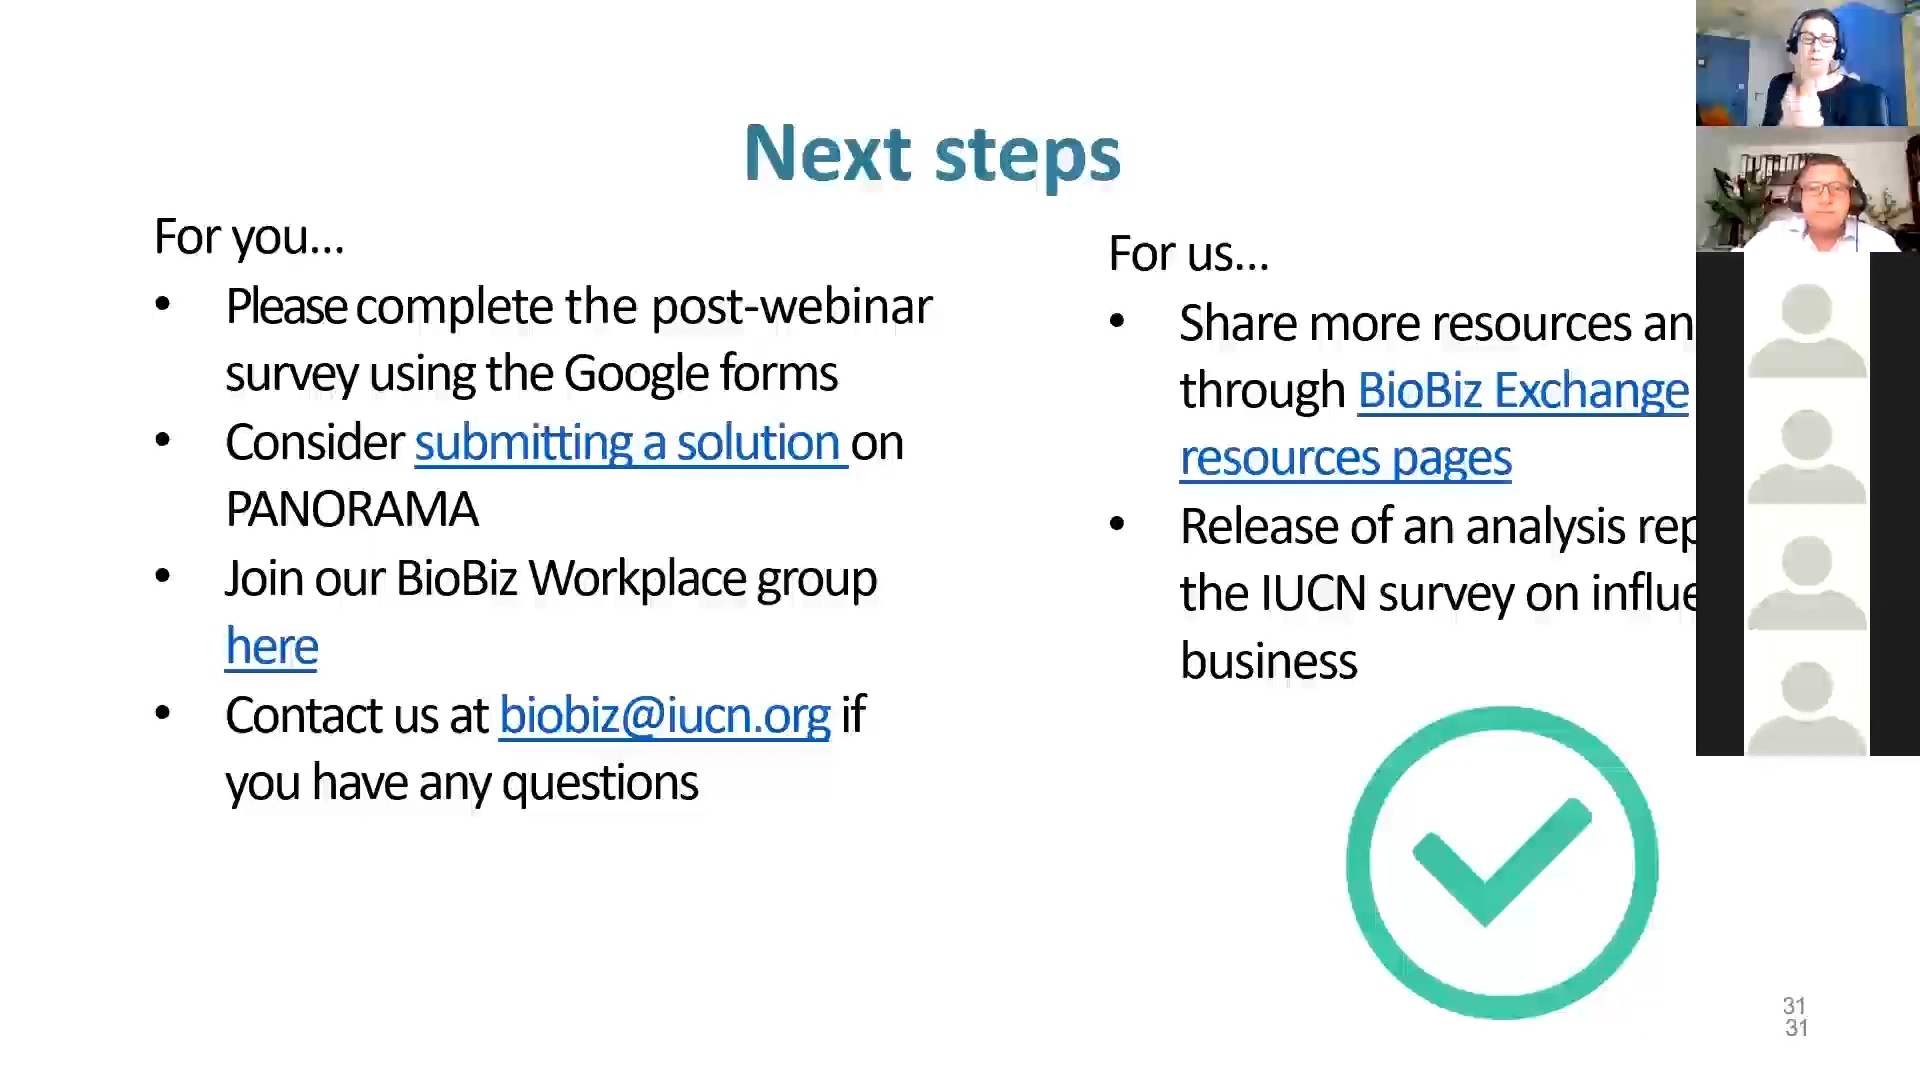 Next steps
For you...
• Please complete the post-webinar
survey using the Google forms
• Consider submitting a solution on
PANORAMA
• Join our BioBiz Workplace group
here
• Contact us at biobiz@iucn.org if
you have any questions
For us...
• Share more resources an
through BioBiz Exchange
resources pages
• Release of an analysis rep
the IUCN survey on influe
business
31
31